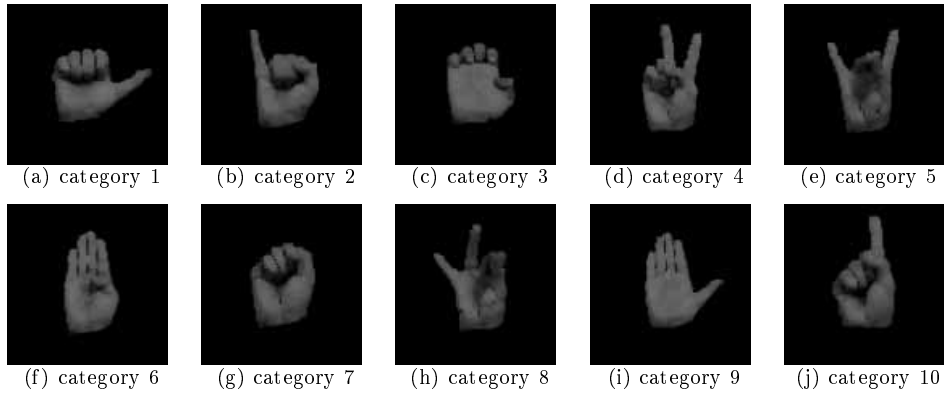 (a) category 1
(b) category 2
(c) category 3
(d) category 4
(e) category 5
(f) category 6
(g) category 7
(h) category 8
(i) category 9
(j) category 10